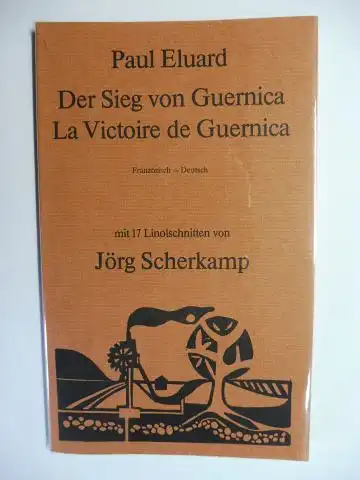 Paul Eluard
Der Sieg von Guernica
La Victoire de Guernica
Französisch – Deutsch
mit 17 Linolschnitten von
Jörg Scherkamp